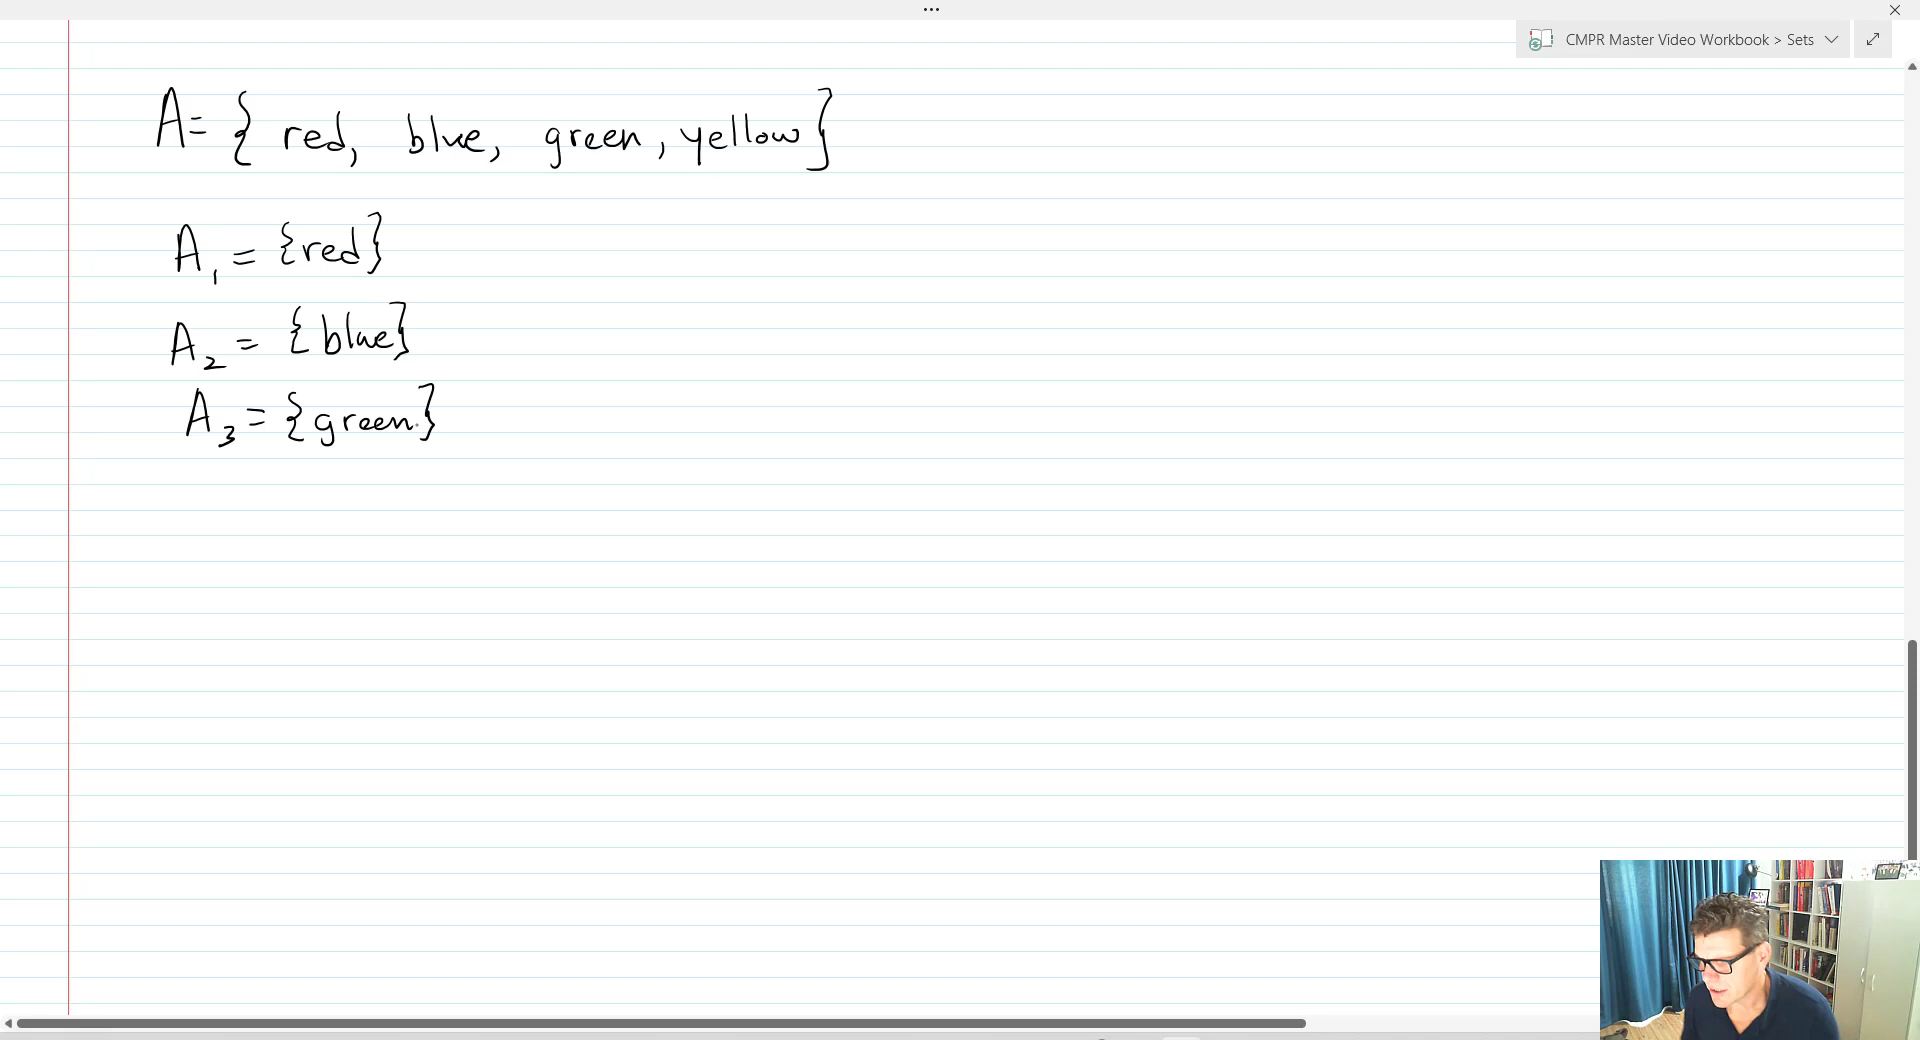 CMPR Master Video Workbook > Sets
A = { red, blue, green, yellow }
A₁ = {red}
A₂ = {blue}
A₃ = {green}